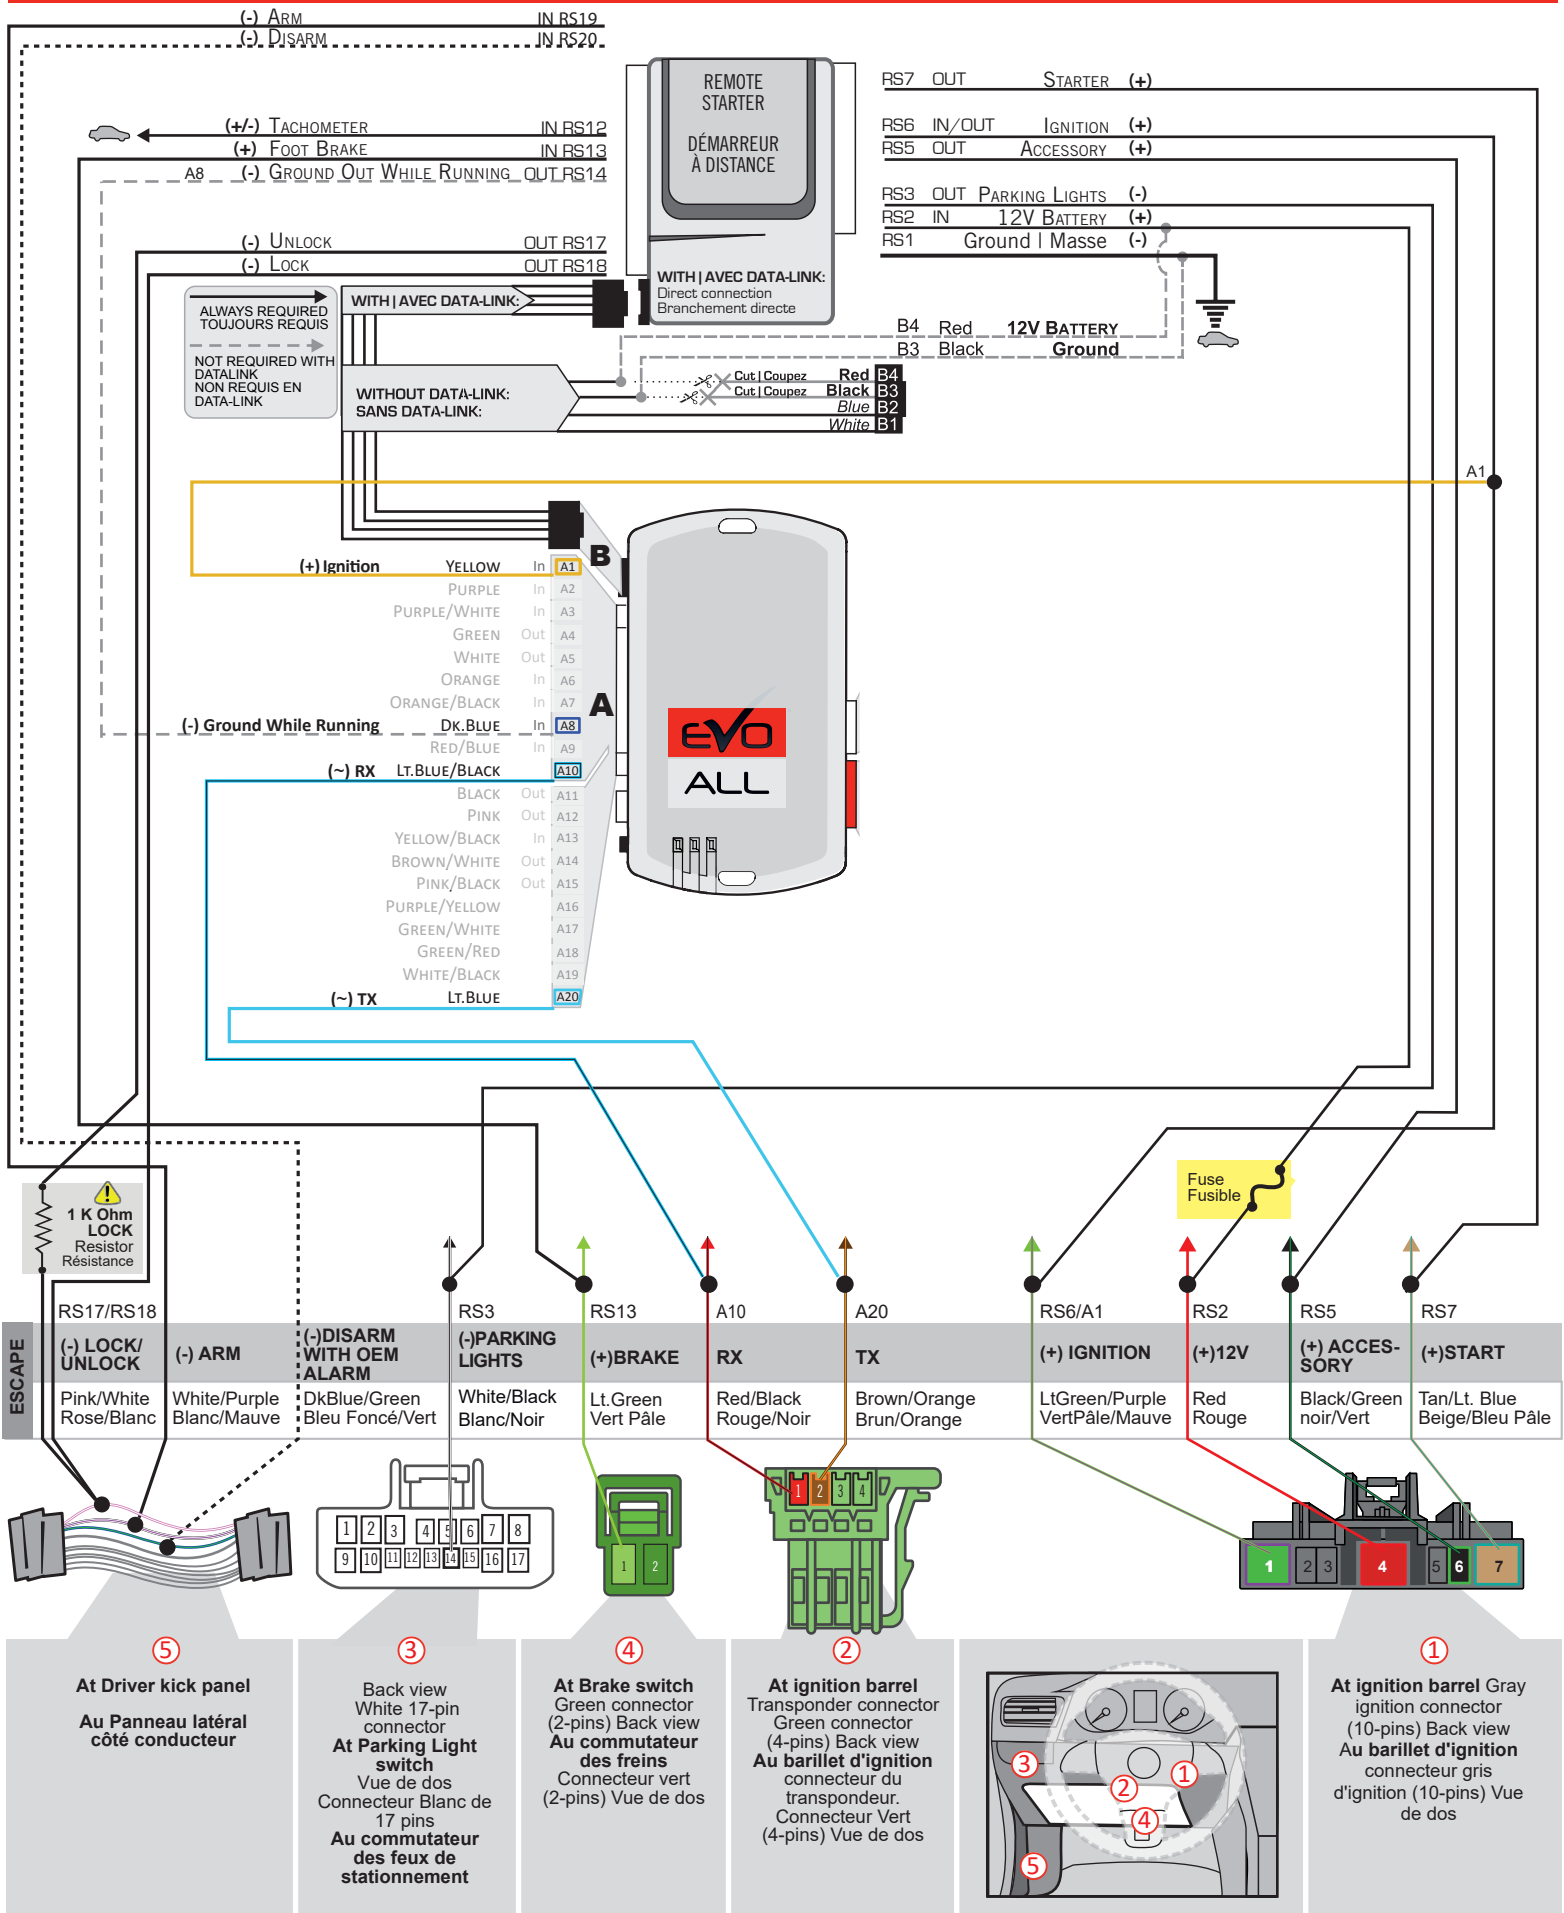 (-) ARM IN RS19
(-) DISARM IN RS20
(+/-) TACHOMETER IN RS12
(+) FOOT BRAKE IN RS13
A8 (-) GROUND OUT WHILE RUNNING OUT RS14
(-) UNLOCK OUT RS17
(-) LOCK OUT RS18
REMOTE
STARTER
DÉMARREUR
À DISTANCE
WITH | AVEC DATA-LINK:
Direct connection
Branchement directe
RS7 OUT STARTER (+)
RS6 IN/OUT IGNITION (+)
RS5 OUT ACCESSORY (+)
RS3 OUT PARKING LIGHTS (-)
RS2 IN 12V BATTERY (+)
RS1 Ground | Masse (-)
ALWAYS REQUIRED
TOUJOURS REQUIS
NOT REQUIRED WITH
DATALINK
NON REQUIS EN
DATA-LINK
WITH | AVEC DATA-LINK:
WITHOUT DATA-LINK:
SANS DATA-LINK:
B4 Red 12V BATTERY
B3 Black Ground
Cut | Coupez Red B4
Cut | Coupez Black B3
Blue B2
White B1
A1
B
A
(+) Ignition YELLOW In A1
PURPLE In A2
PURPLE/WHITE In A3
GREEN Out A4
WHITE Out A5
ORANGE In A6
ORANGE/BLACK In A7
(-) Ground While Running DK.BLUE In A8
RED/BLUE In A9
(~) RX LT.BLUE/BLACK A10
BLACK Out A11
PINK Out A12
YELLOW/BLACK In A13
BROWN/WHITE Out A14
PINK/BLACK Out A15
PURPLE/YELLOW A16
GREEN/WHITE A17
GREEN/RED A18
WHITE/BLACK A19
(~) TX LT.BLUE A20
EVO
ALL
1 K Ohm
LOCK
Resistor
Résistance
Fuse
Fusible
RS17/RS18 RS3 RS13 A10 A20 RS6/A1 RS2 RS5 RS7
ESCAPE
(-) LOCK/
UNLOCK
(-) ARM
(-)DISARM
WITH OEM
ALARM
(-)PARKING
LIGHTS
(+)BRAKE
RX
TX
(+) IGNITION
(+)12V
(+) ACCES-
SORY
(+)START
Pink/White
Rose/Blanc
White/Purple
Blanc/Mauve
DkBlue/Green
Bleu Foncé/Vert
White/Black
Blanc/Noir
Lt.Green
Vert Pâle
Red/Black
Rouge/Noir
Brown/Orange
Brun/Orange
LtGreen/Purple
VertPâle/Mauve
Red
Rouge
Black/Green
noir/Vert
Tan/Lt. Blue
Beige/Bleu Pâle
1 2 3 4 5 6 7 8
9 10 11 12 13 14 15 16 17
1 2
1 2 3 4
1 2 3 4 5 6 7
5
At Driver kick panel
Au Panneau latéral
côté conducteur
3
Back view
White 17-pin
connector
At Parking Light
switch
Vue de dos
Connecteur Blanc de
17 pins
Au commutateur
des feux de
stationnement
4
At Brake switch
Green connector
(2-pins) Back view
Au commutateur
des freins
Connecteur vert
(2-pins) Vue de dos
2
At ignition barrel
Transponder connector
Green connector
(4-pins) Back view
Au barillet d'ignition
connecteur du
transpondeur.
Connecteur Vert
(4-pins) Vue de dos
3
1
2
4
5
1
At ignition barrel Gray
ignition connector
(10-pins) Back view
Au barillet d'ignition
connecteur gris
d'ignition (10-pins) Vue
de dos